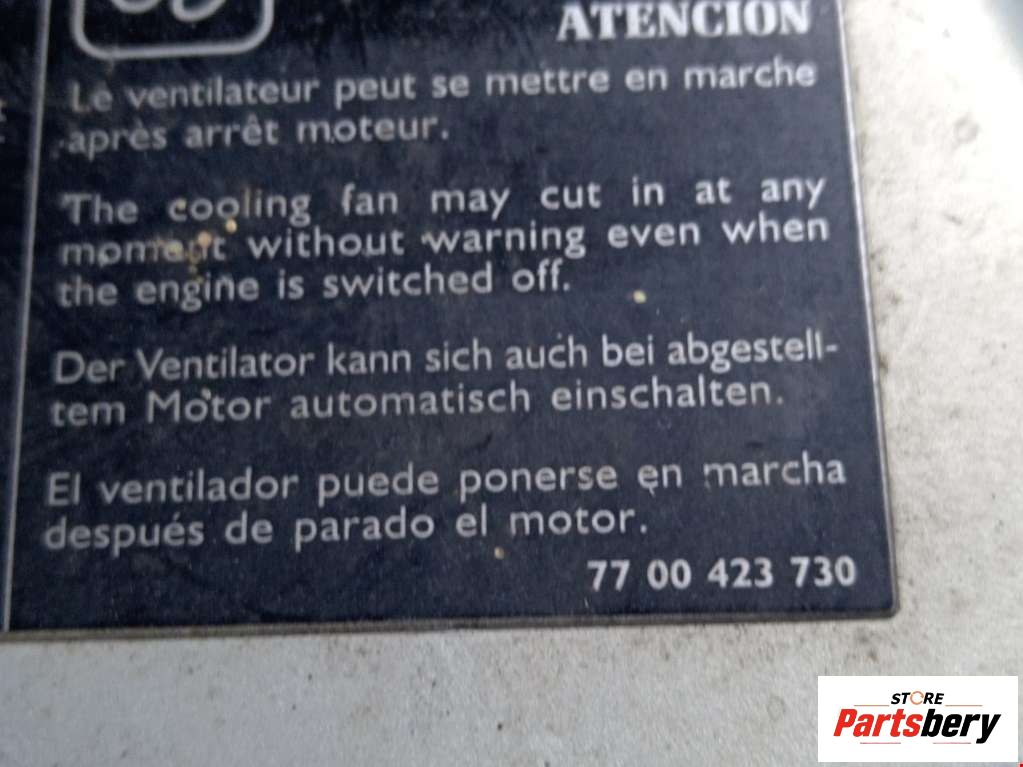 ATENCION
Le ventilateur peut se mettre en marche
après arrêt moteur.
The cooling fan may cut in at any
moment without warning even when
the engine is switched off.
Der Ventilator kann sich auch bei abgestell-
tem Motor automatisch einschalten.
El ventilador puede ponerse en marcha
después de parado el motor.
77 00 423 730
STORE
Partsbery